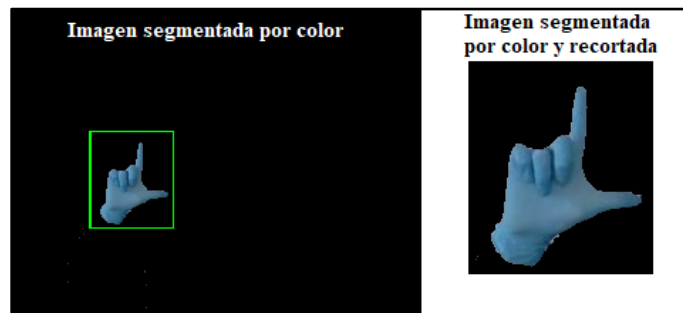 Imagen segmentada por color
Imagen segmentada
por color y recortada